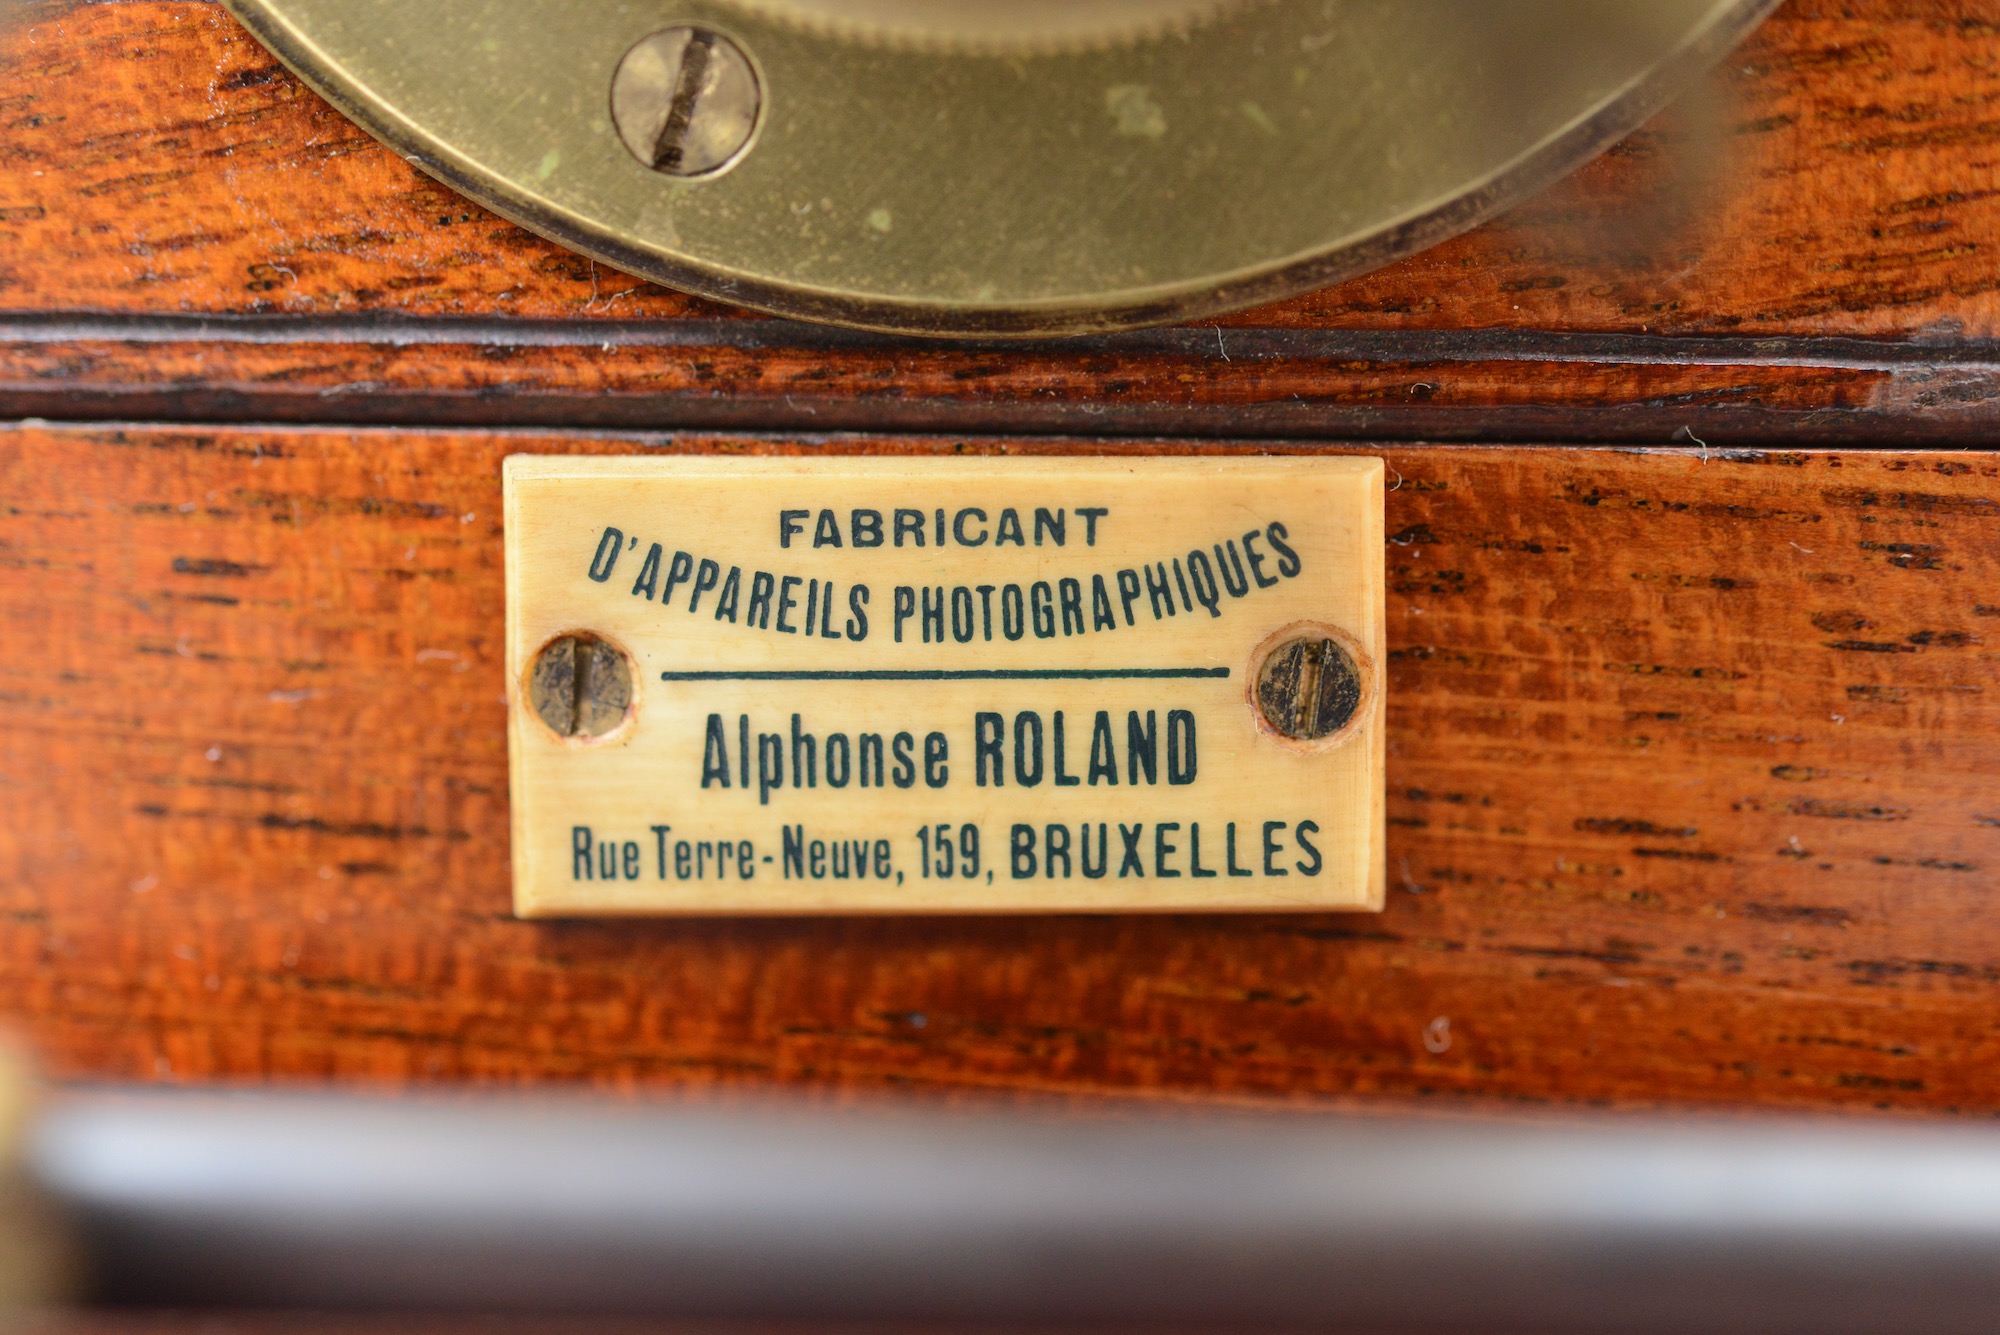 FABRICANT
D'APPAREILS PHOTOGRAPHIQUES
Alphonse ROLAND
Rue Terre-Neuve, 159, BRUXELLES